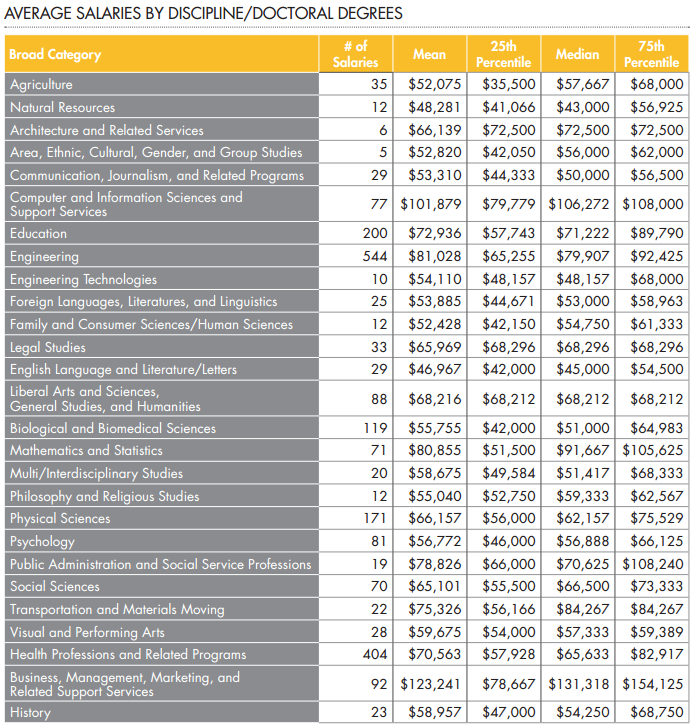 AVERAGE SALARIES BY DISCIPLINE/DOCTORAL DEGREES
Broad Category # of Salaries Mean 25th Percentile Median 75th Percentile
Agriculture 35 $52,075 $35,500 $57,667 $68,000
Natural Resources 12 $48,281 $41,066 $43,000 $56,925
Architecture and Related Services 6 $66,139 $72,500 $72,500 $72,500
Area, Ethnic, Cultural, Gender, and Group Studies 5 $52,820 $42,050 $56,000 $62,000
Communication, Journalism, and Related Programs 29 $53,310 $44,333 $50,000 $56,500
Computer and Information Sciences and
Support Services 77 $101,879 $79,779 $106,272 $108,000
Education 200 $72,936 $57,743 $71,222 $89,790
Engineering 544 $81,028 $65,255 $79,907 $92,425
Engineering Technologies 10 $54,110 $48,157 $48,157 $68,000
Foreign Languages, Literatures, and Linguistics 25 $53,885 $44,671 $53,000 $58,963
Family and Consumer Sciences/Human Sciences 12 $52,428 $42,150 $54,750 $61,333
Legal Studies 33 $65,969 $68,296 $68,296 $68,296
English Language and Literature/Letters 29 $46,967 $42,000 $45,000 $54,500
Liberal Arts and Sciences,
General Studies, and Humanities 88 $68,216 $68,212 $68,212 $68,212
Biological and Biomedical Sciences 119 $55,755 $42,000 $51,000 $64,983
Mathematics and Statistics 71 $80,855 $51,500 $91,667 $105,625
Multi/Interdisciplinary Studies 20 $58,675 $49,584 $51,417 $68,333
Philosophy and Religious Studies 12 $55,040 $52,750 $59,333 $62,567
Physical Sciences 171 $66,157 $56,000 $62,157 $75,529
Psychology 81 $56,772 $46,000 $56,888 $66,125
Public Administration and Social Service Professions 19 $78,826 $66,000 $70,625 $108,240
Social Sciences 70 $65,101 $55,500 $66,500 $73,333
Transportation and Materials Moving 22 $75,326 $56,166 $84,267 $84,267
Visual and Performing Arts 28 $59,675 $54,000 $57,333 $59,389
Health Professions and Related Programs 404 $70,563 $57,928 $65,633 $82,917
Business, Management, Marketing, and
Related Support Services 92 $123,241 $78,667 $131,318 $154,125
History 23 $58,957 $47,000 $54,250 $68,750